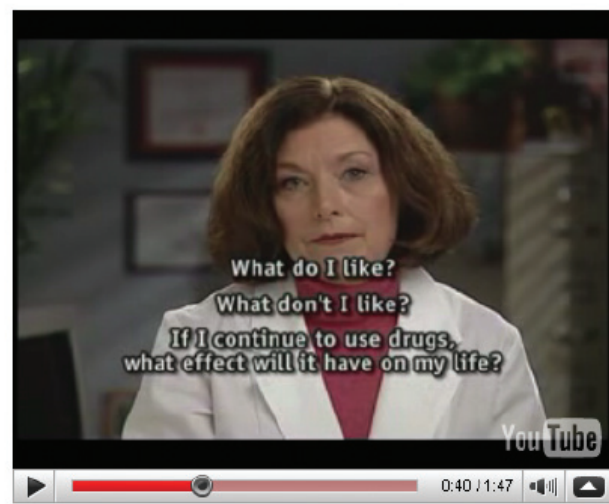 What do I like?
What don't I like?
If I continue to use drugs,
what effect will it have on my life?
YouTube
0:40 / 1:47